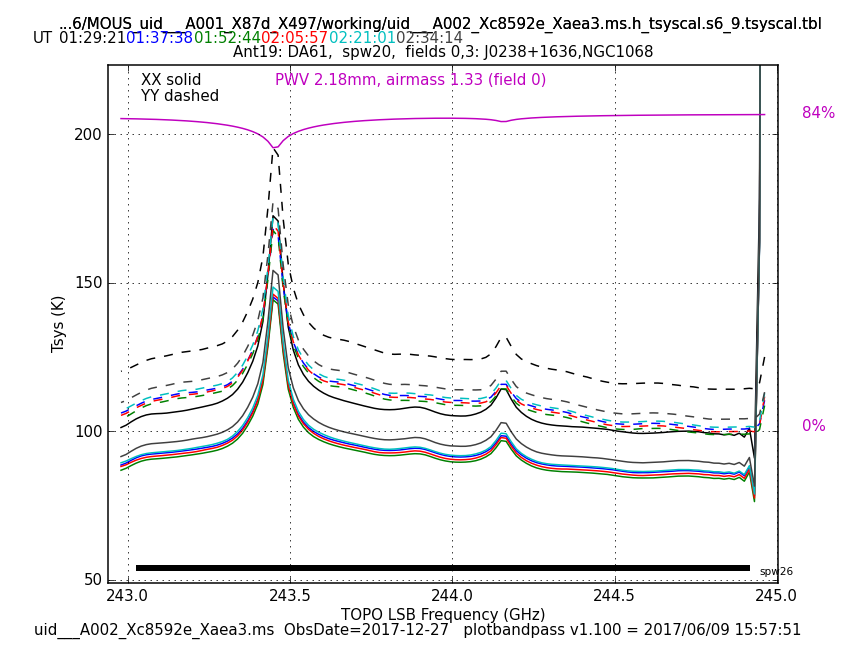 ...6/MOUS_uid___A001_X87d_X497/working/uid___A002_Xc8592e_Xaea3.ms.h_tsyscal.s6_9.tsyscal.tbl
UT 01:29:21 01:37:38 01:52:44 02:05:57 02:21:01 02:34:14
Ant19: DA61, spw20, fields 0,3: J0238+1636,NGC1068
XX solid
PWV 2.18mm, airmass 1.33 (field 0)
YY dashed
84%
200
150
Tsys (K)
100
0%
50
spw26
243.0 243.5 244.0 244.5 245.0
TOPO LSB Frequency (GHz)
uid___A002_Xc8592e_Xaea3.ms ObsDate=2017-12-27 plotbandpass v1.100 = 2017/06/09 15:57:51